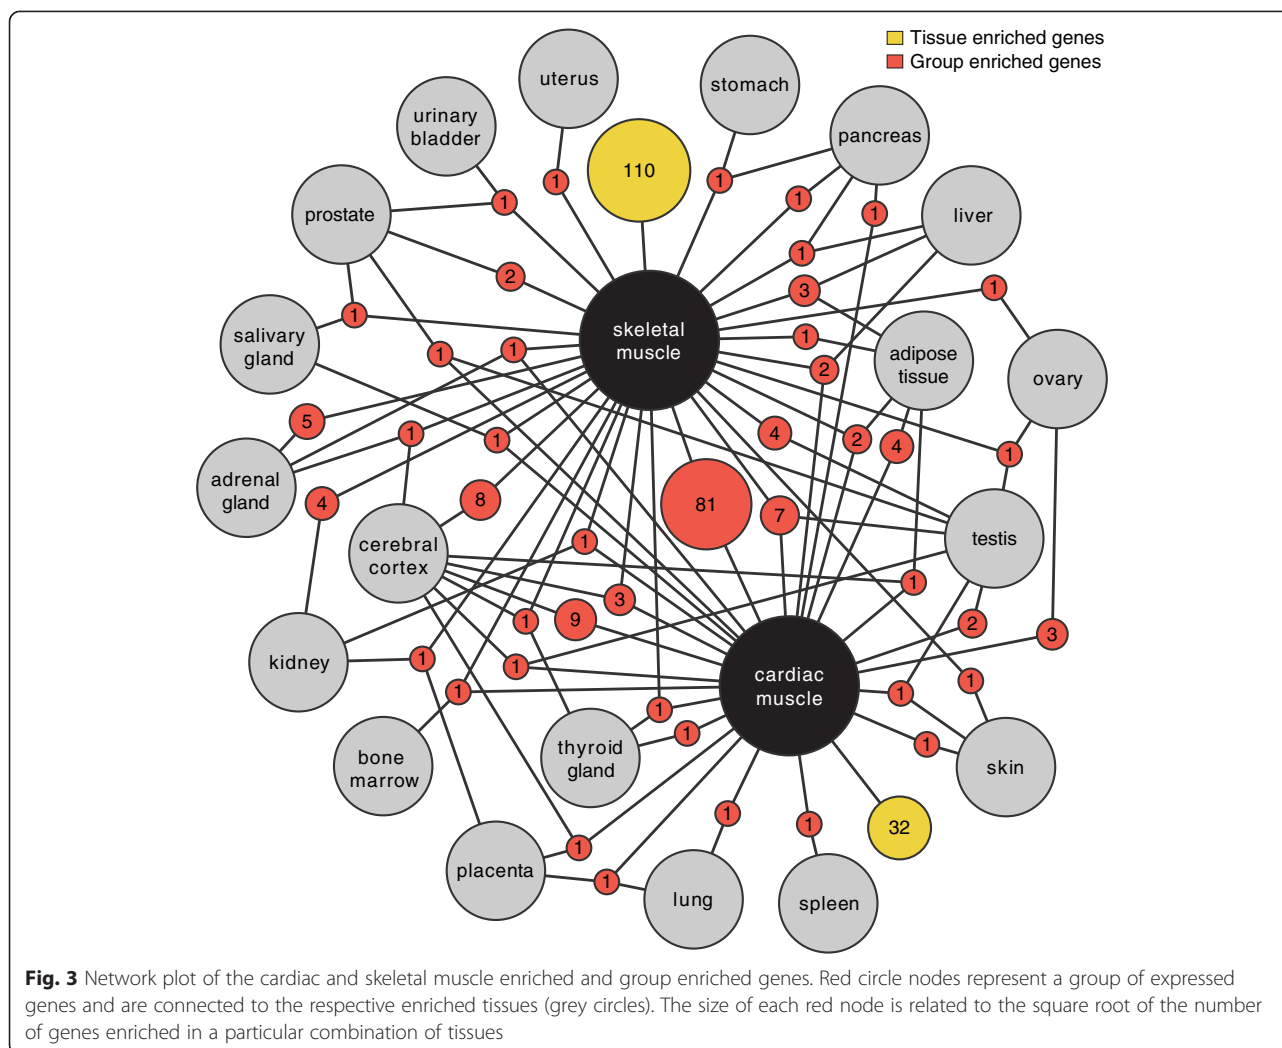 Tissue enriched genes
Group enriched genes
uterus
stomach
urinary
bladder
pancreas
110
1
1
1
1
1
prostate
liver
2
1
3
1
1
salivary
gland
skeletal
muscle
1
1
1
2
adipose
tissue
ovary
5
1
1
4
2
4
1
adrenal
gland
4
8
81
7
cerebral
cortex
1
testis
3
1
9
1
2
3
kidney
1
1
1
cardiac
muscle
1
1
1
1
1
bone
marrow
thyroid
gland
skin
1
1
32
1
placenta
1
lung
spleen
Fig. 3 Network plot of the cardiac and skeletal muscle enriched and group enriched genes. Red circle nodes represent a group of expressed
genes and are connected to the respective enriched tissues (grey circles). The size of each red node is related to the square root of the number
of genes enriched in a particular combination of tissues